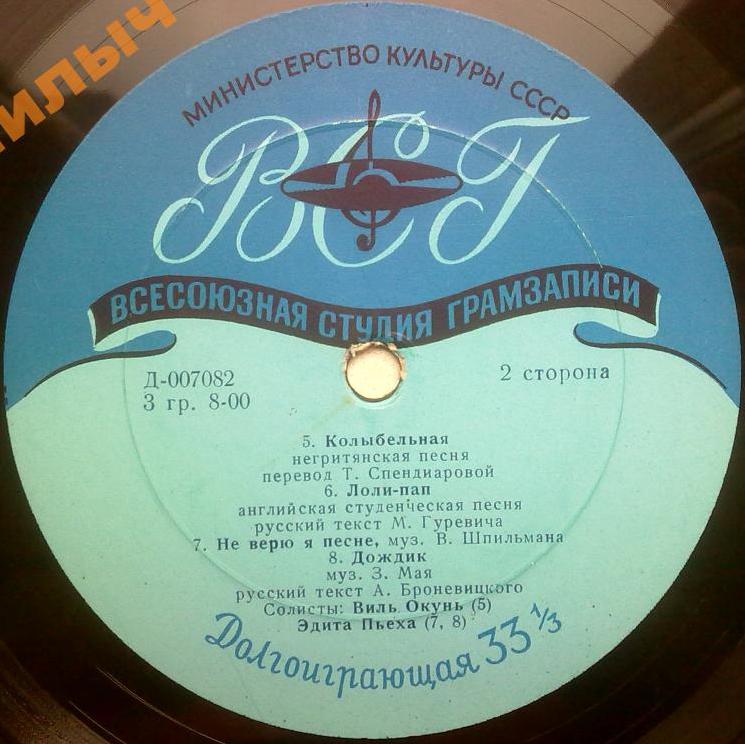 илыч
МИНИСТЕРСТВО КУЛЬТУРЫ СССР
ВСГ
ВСЕСОЮЗНАЯ СТУДИЯ ГРАМЗАПИСИ
Д-007082
3 гр. 8-00
2 сторона
5. Колыбельная
негритянская песня
перевод Т. Спендиаровой
6. Лоли-пап
английская студенческая песня
русский текст М. Гуревича
7. Не верю я песне, муз. В. Шпильмана
8. Дождик
муз. З. Мая
русский текст А. Броневицкого
Солисты: Виль Окунь (5)
Эдита Пьеха (7, 8)
Долгоиграющая 33 1/3